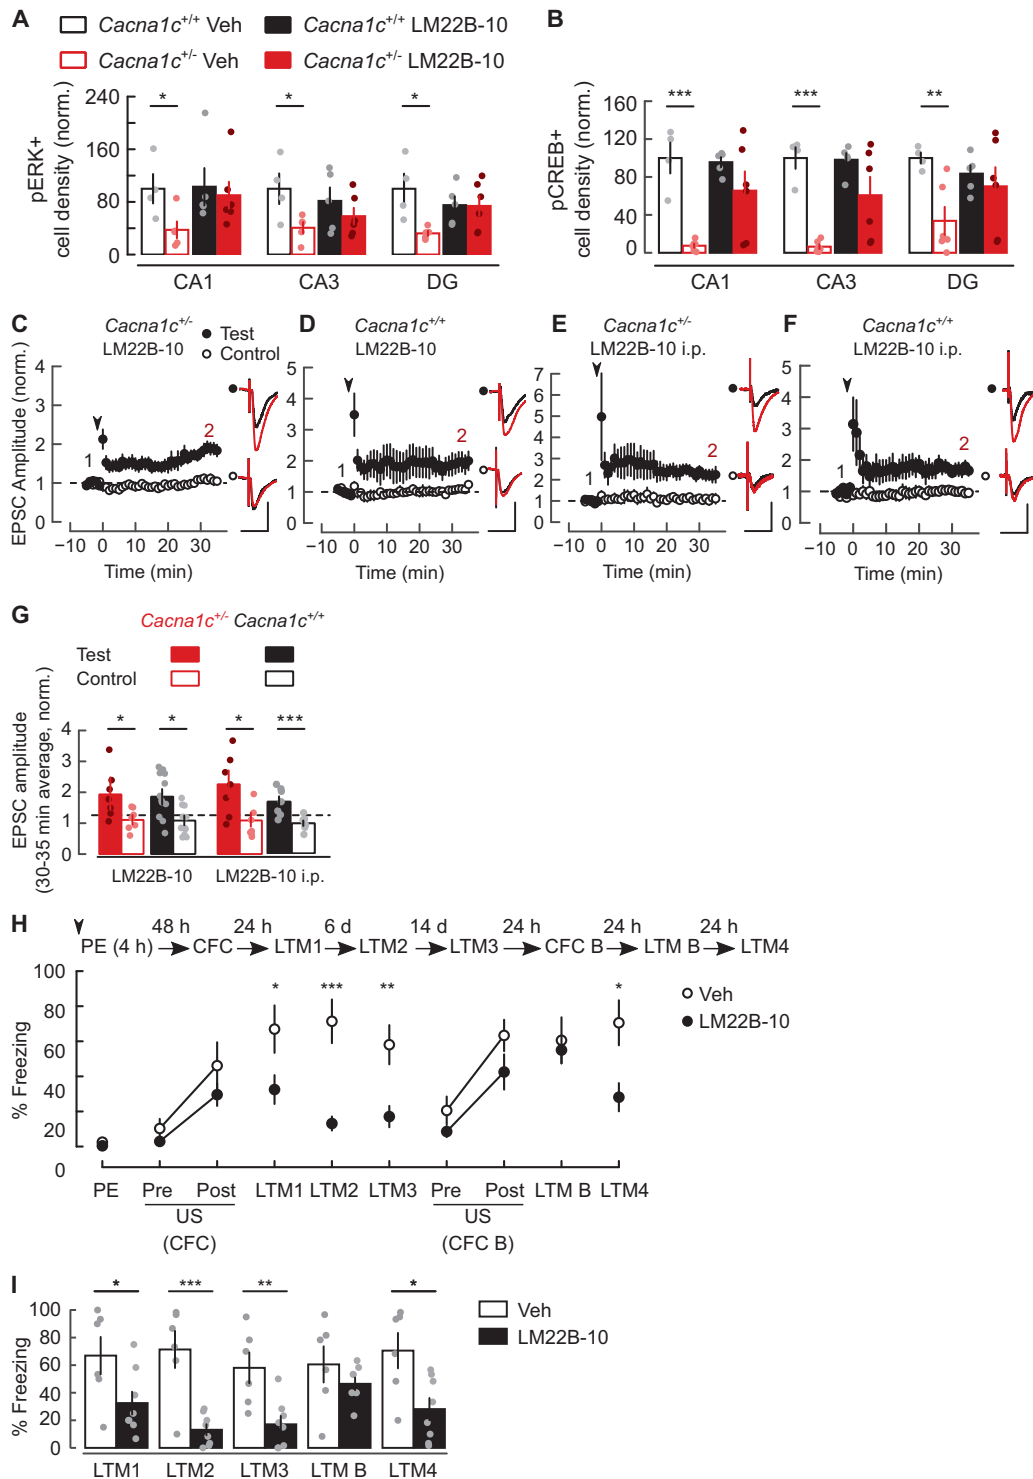 A
Cacna1c+/+ Veh
Cacna1c+/+ LM22B-10
Cacna1c+/- Veh
Cacna1c+/- LM22B-10
pERK+
cell density (norm.)
240
160
80
0
*
*
*
CA1
CA3
DG
B
pCREB+
cell density (norm.)
160
120
80
40
0
***
***
**
CA1
CA3
DG
C
Cacna1c+/-
LM22B-10
Test
Control
EPSC Amplitude (norm.)
4
3
2
1
0
1
2
−10 0 10 20 30
Time (min)
D
Cacna1c+/+
LM22B-10
5
4
3
2
1
0
1
2
−10 0 10 20 30
Time (min)
E
Cacna1c+/-
LM22B-10 i.p.
7
6
5
4
3
2
1
0
1
2
−10 0 10 20 30
Time (min)
F
Cacna1c+/+
LM22B-10 i.p.
5
4
3
2
1
0
1
2
−10 0 10 20 30
Time (min)
G
Cacna1c+/- Cacna1c+/+
Test
Control
EPSC amplitude
(30-35 min average, norm.)
4
3
2
1
0
*
*
*
***
LM22B-10
LM22B-10 i.p.
H
48 h 24 h 6 d 14 d 24 h 24 h 24 h
PE (4 h) CFC LTM1 LTM2 LTM3 CFC B LTM B LTM4
% Freezing
100
80
60
40
20
0
* *** ** *
Veh
LM22B-10
PE Pre Post LTM1 LTM2 LTM3 Pre Post LTM B LTM4
US
(CFC)
US
(CFC B)
I
% Freezing
100
80
60
40
20
0
* *** ** *
Veh
LM22B-10
LTM1 LTM2 LTM3 LTM B LTM4